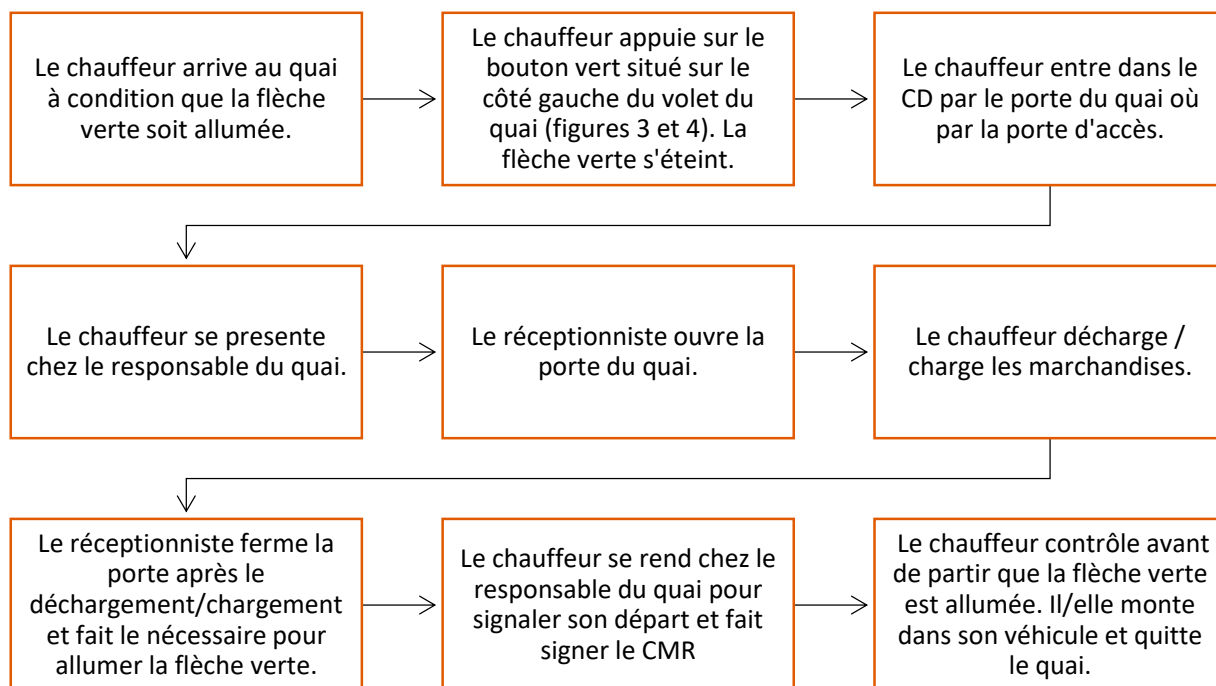 Le chauffeur arrive au quai
à condition que la flèche
verte soit allumée.
Le chauffeur appuie sur le
bouton vert situé sur le
côté gauche du volet du
quai (figures 3 et 4). La
flèche verte s'éteint.
Le chauffeur entre dans le
CD par le porte du quai où
par la porte d'accès.
Le chauffeur se presente
chez le responsable du quai.
Le réceptionniste ouvre la
porte du quai.
Le chauffeur décharge /
charge les marchandises.
Le réceptionniste ferme la
porte après le
déchargement/chargement
et fait le nécessaire pour
allumer la flèche verte.
Le chauffeur se rend chez le
responsable du quai pour
signaler son départ et fait
signer le CMR
Le chauffeur contrôle avant
de partir que la flèche verte
est allumée. Il/elle monte
dans son véhicule et quitte
le quai.